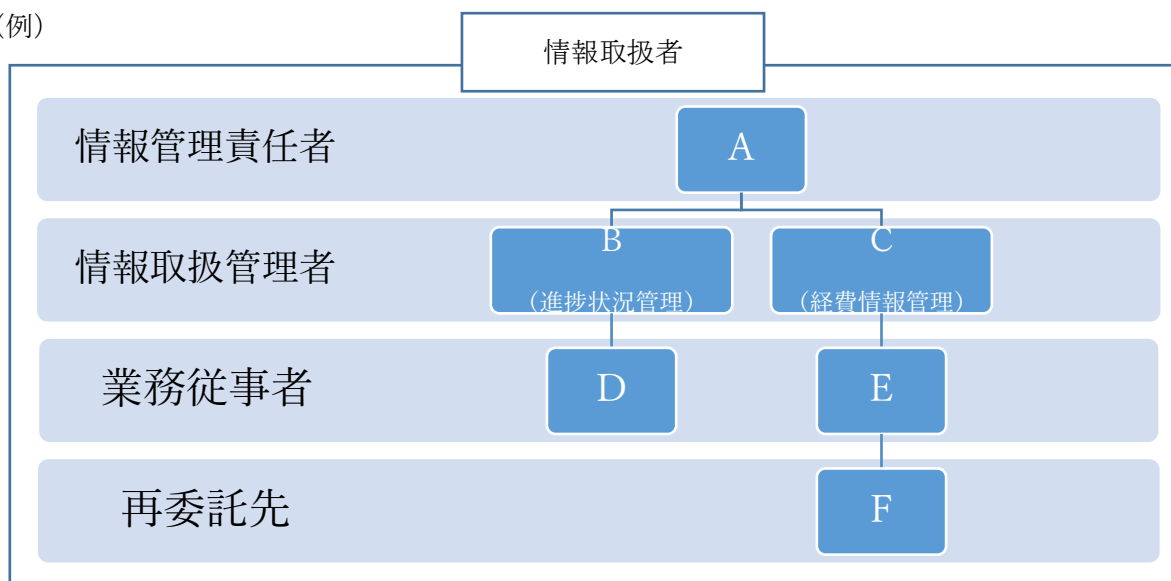 （例）
情報取扱者
情報管理責任者
A
情報取扱管理者
B
（進捗状況管理）
C
（経費情報管理）
業務従事者
D
E
再委託先
F